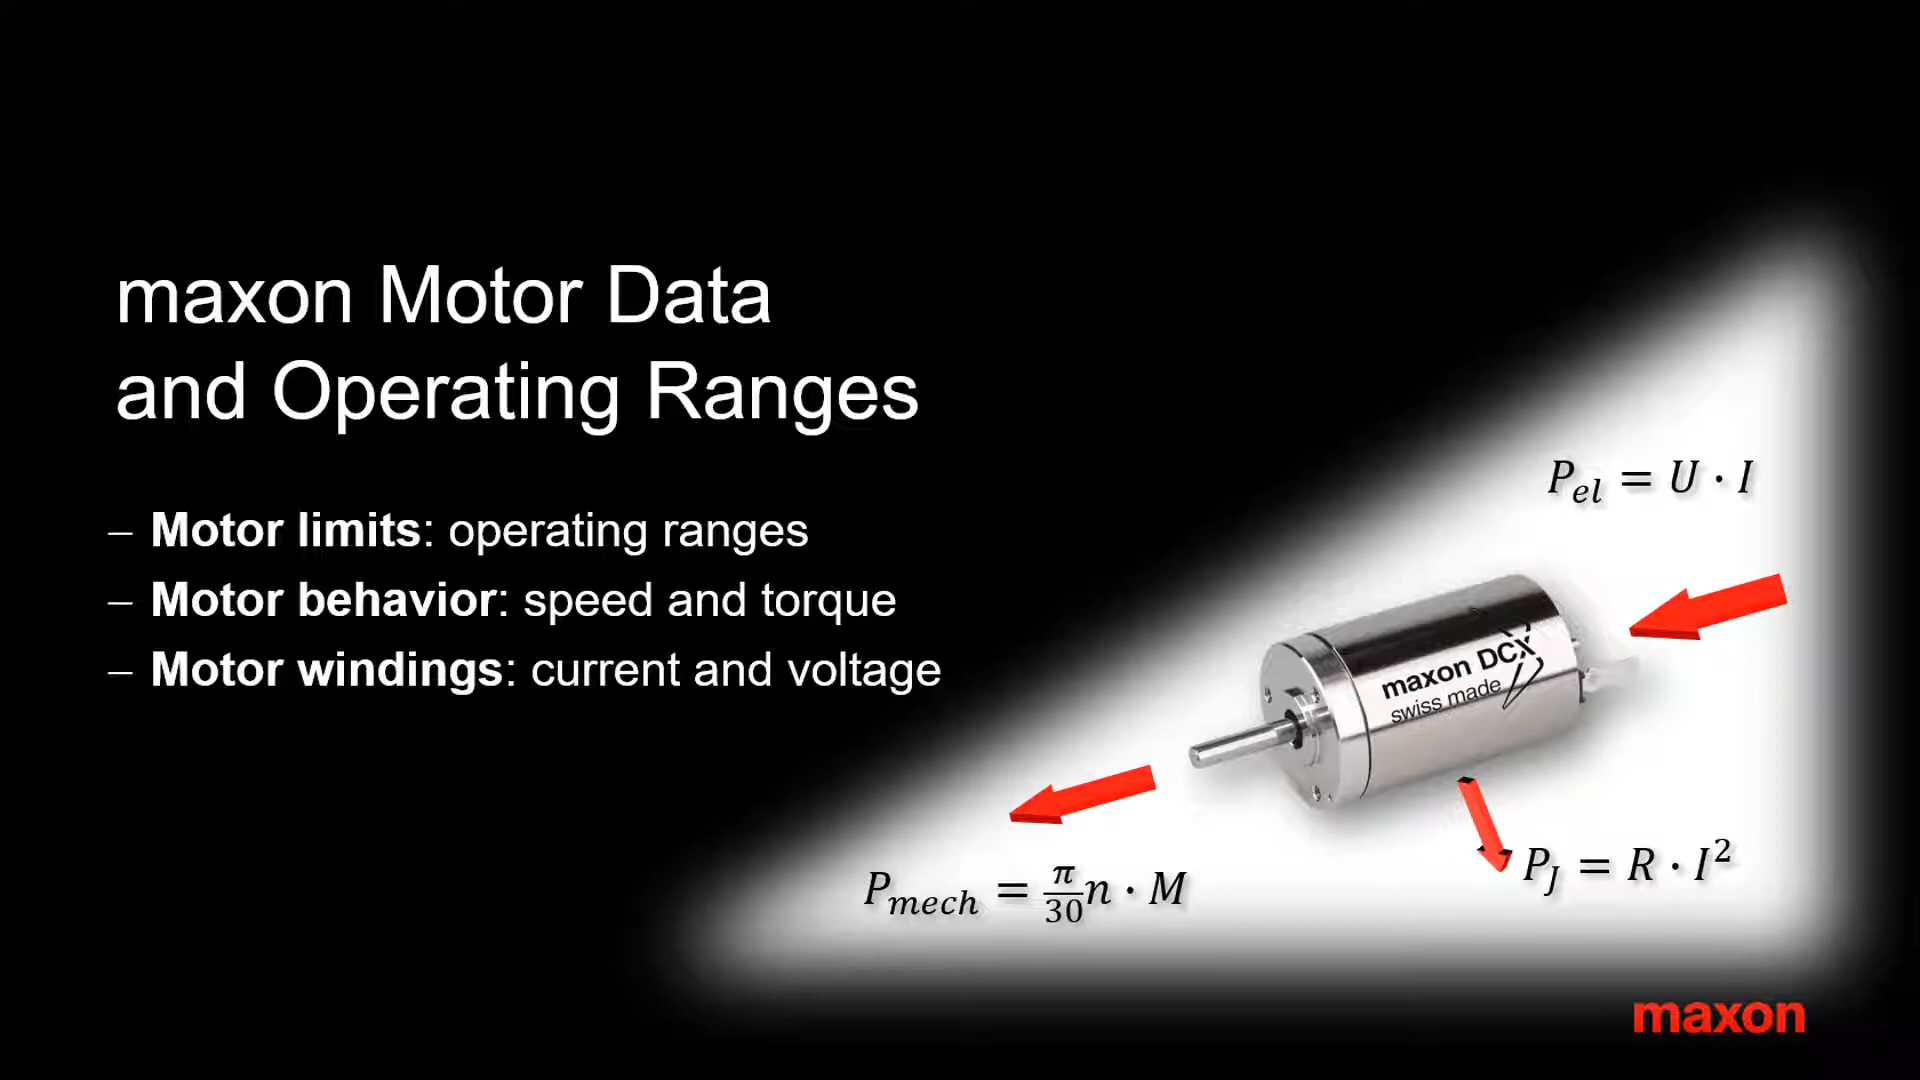 maxon Motor Data
and Operating Ranges
– Motor limits: operating ranges
– Motor behavior: speed and torque
– Motor windings: current and voltage
P_el = U · I
maxon DCX
swiss made
P_J = R · I²
P_mech = π/30 n · M
maxon